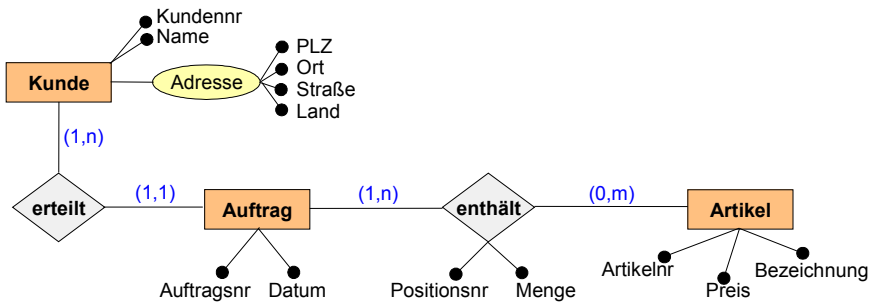 Kundennr
Name
Kunde
Adresse
PLZ
Ort
Straße
Land
(1,n)
erteilt
(1,1)
Auftrag
(1,n)
enthält
(0,m)
Artikel
Auftragsnr
Datum
Positionsnr
Menge
Artikelnr
Preis
Bezeichnung